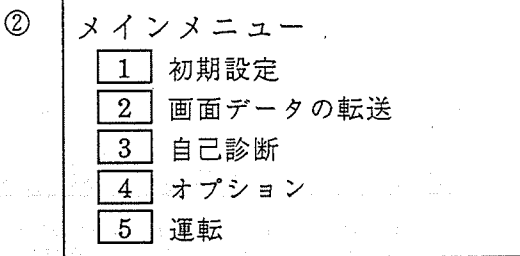 ② メインメニュー
1 初期設定
2 画面データの転送
3 自己診断
4 オプション
5 運転